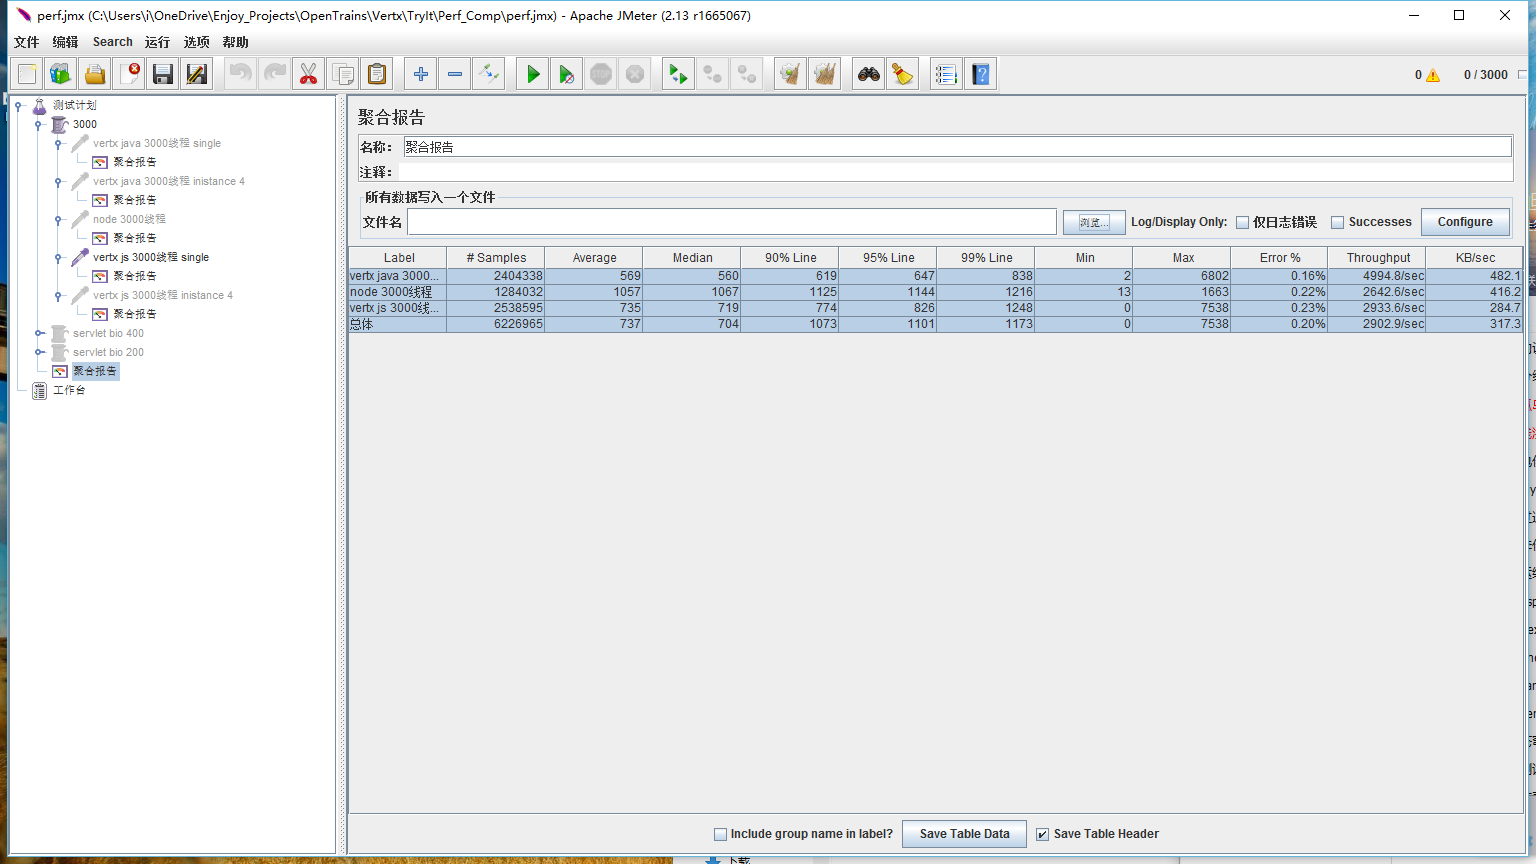 perf.jmx (C:\Users\i\OneDrive\Enjoy_Projects\OpenTrains\Vertx\TryIt\Perf_Comp\perf.jmx) - Apache JMeter (2.13 r1665067)
文件 编辑 Search 运行 选项 帮助
0 0 / 3000
测试计划
3000
vertx java 3000线程 single
聚合报告
vertx java 3000线程 inistance 4
聚合报告
node 3000线程
聚合报告
vertx js 3000线程 single
聚合报告
vertx js 3000线程 inistance 4
聚合报告
servlet bio 400
servlet bio 200
聚合报告
工作台
聚合报告
名称： 聚合报告
注释：
所有数据写入一个文件
文件名 浏览... Log/Display Only: 仅日志错误 Successes Configure
Label # Samples Average Median 90% Line 95% Line 99% Line Min Max Error % Throughput KB/sec
vertx java 3000... 2404338 569 560 619 647 838 2 6802 0.16% 4994.8/sec 482.1
node 3000线程 1284032 1057 1067 1125 1144 1216 13 1663 0.22% 2642.6/sec 416.2
vertx js 3000线... 2538595 735 719 774 826 1248 0 7538 0.23% 2933.6/sec 284.7
总体 6226965 737 704 1073 1101 1173 0 7538 0.20% 2902.9/sec 317.3
Include group name in label? Save Table Data Save Table Header
下载